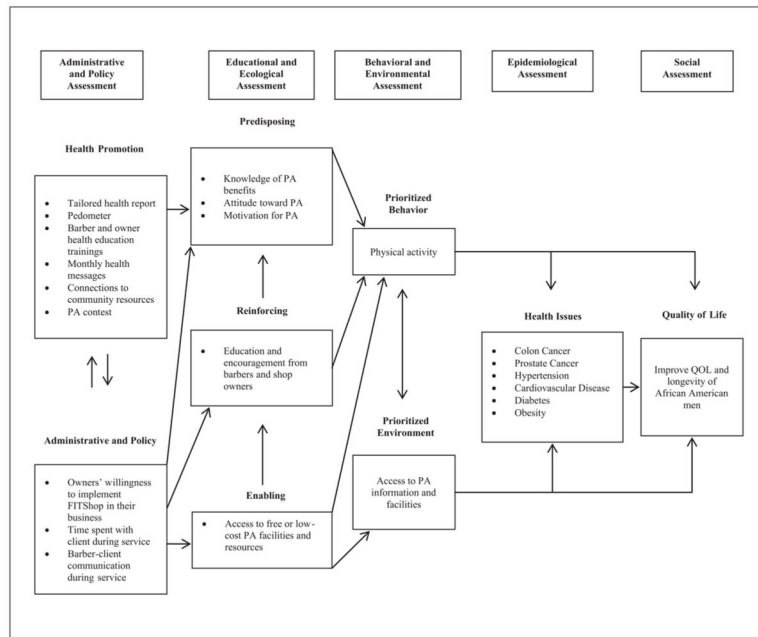 Administrative
and Policy
Assessment
Educational and
Ecological
Assessment
Behavioral and
Environmental
Assessment
Epidemiological
Assessment
Social
Assessment
Predisposing
Health Promotion
• Knowledge of PA
benefits
• Attitude toward PA
• Motivation for PA
• Tailored health report
• Pedometer
• Barber and owner
health education
trainings
• Monthly health
messages
• Connections to
community resources
• PA contest
Prioritized
Behavior
Physical activity
Reinforcing
• Education and
encouragement from
barbers and shop
owners
Health Issues
• Colon Cancer
• Prostate Cancer
• Hypertension
• Cardiovascular Disease
• Diabetes
• Obesity
Quality of Life
Improve QOL and
longevity of
African American
men
Administrative and Policy
• Owners' willingness
to implement
FITShop in their
business
• Time spent with
client during service
• Barber-client
communication
during service
Enabling
• Access to free or low-
cost PA facilities and
resources
Prioritized
Environment
Access to PA
information and
facilities